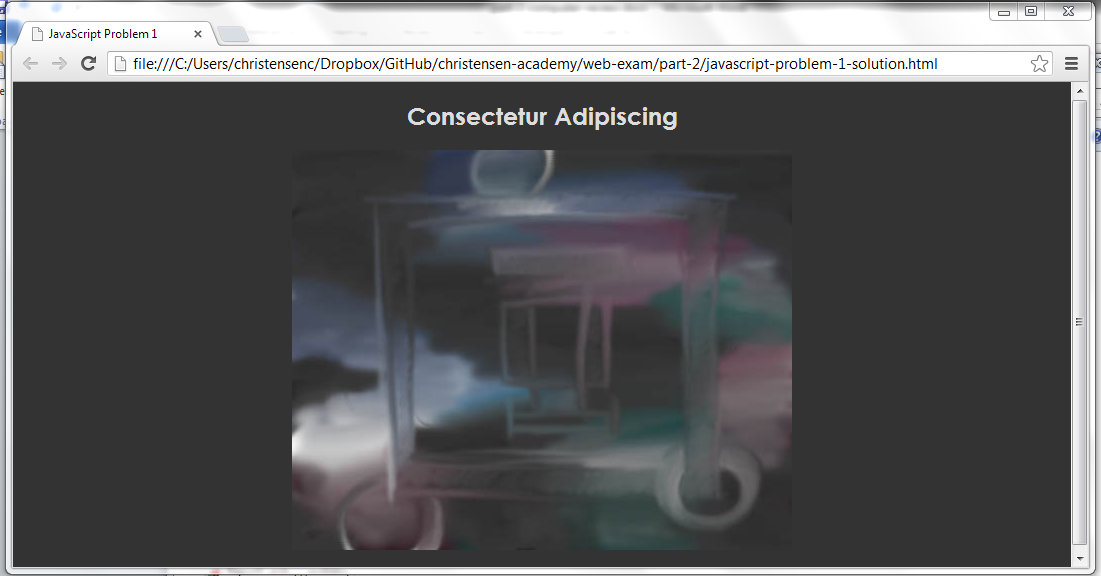 JavaScript Problem 1
file:///C:/Users/christensenc/Dropbox/GitHub/christensen-academy/web-exam/part-2/javascript-problem-1-solution.html
Consectetur Adipiscing